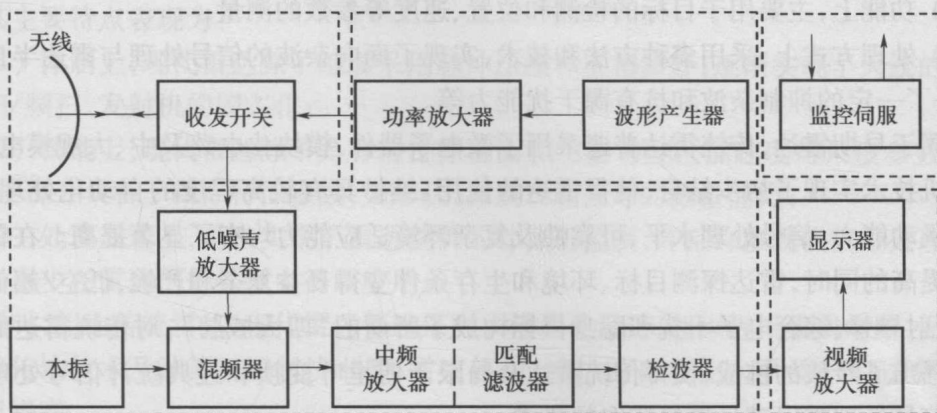 天线
收发开关
功率放大器
波形产生器
监控伺服
低噪声
放大器
显示器
本振
混频器
中频
放大器
匹配
滤波器
检波器
视频
放大器